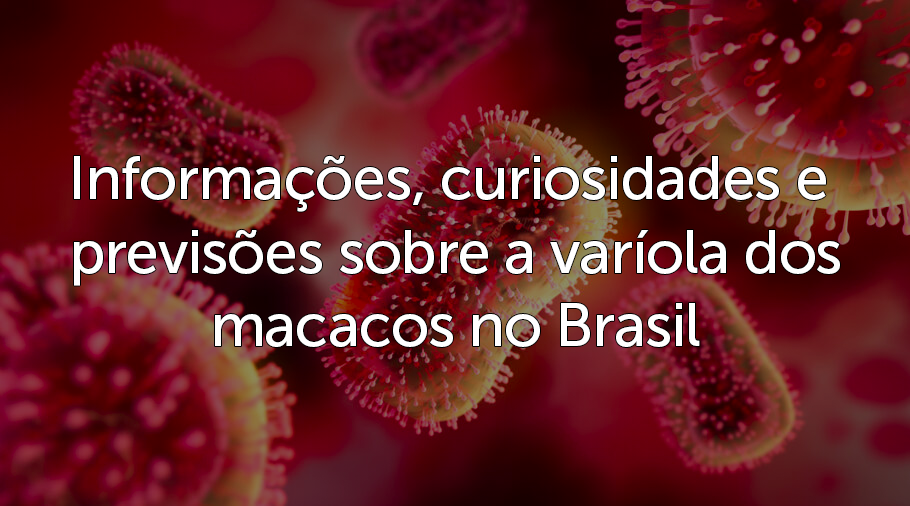 Informações, curiosidades e
previsões sobre a varíola dos
macacos no Brasil